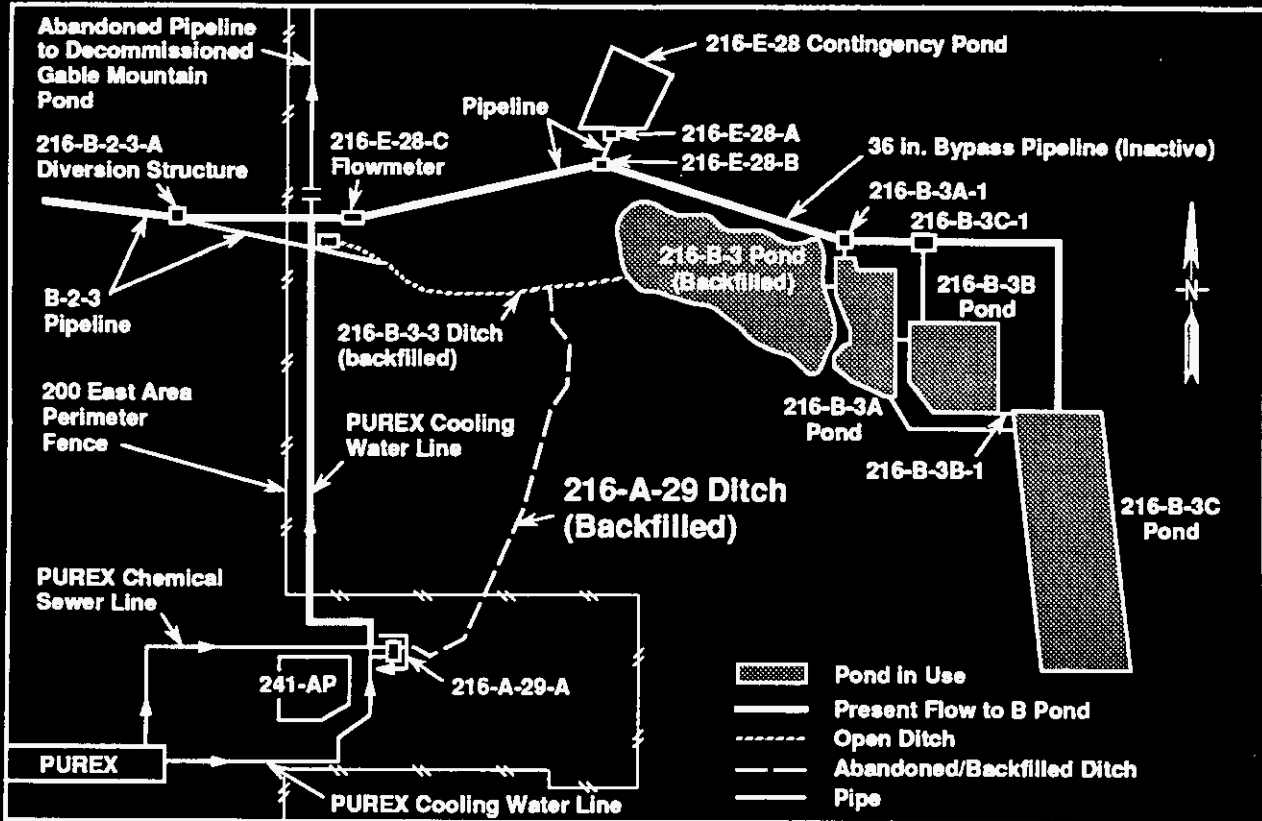 Abandoned Pipeline
to Decommissioned
Gable Mountain
Pond
216-E-28 Contingency Pond
Pipeline
216-B-2-3-A
Diversion Structure
216-E-28-C
Flowmeter
216-E-28-A
216-E-28-B
36 in. Bypass Pipeline (Inactive)
216-B-3A-1
216-B-3C-1
216-B-3 Pond
(Backfilled)
216-B-3B
Pond
N
B-2-3
Pipeline
216-B-3-3 Ditch
(backfilled)
200 East Area
Perimeter
Fence
PUREX Cooling
Water Line
216-B-3A
Pond
216-B-3B-1
216-A-29 Ditch
(Backfilled)
216-B-3C
Pond
PUREX Chemical
Sewer Line
241-AP
216-A-29-A
PUREX
PUREX Cooling Water Line
Pond in Use
Present Flow to B Pond
Open Ditch
Abandoned/Backfilled Ditch
Pipe